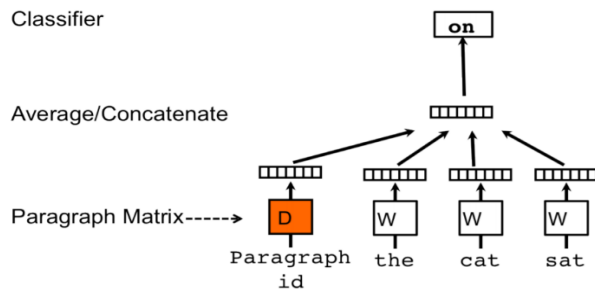 Classifier
on
Average/Concatenate
Paragraph Matrix
D
W
W
W
Paragraph
id
the
cat
sat